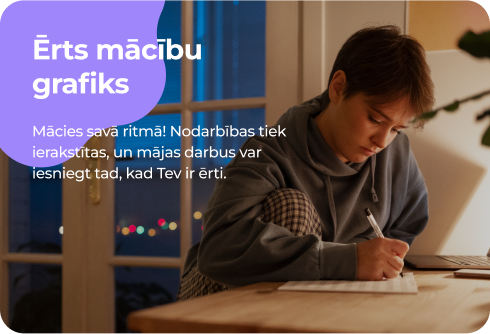 Ērts mācību
grafiks
Mācies savā ritmā! Nodarbības tiek
ierakstītas, un mājas darbus var
iesniegt tad, kad Tev ir ērti.